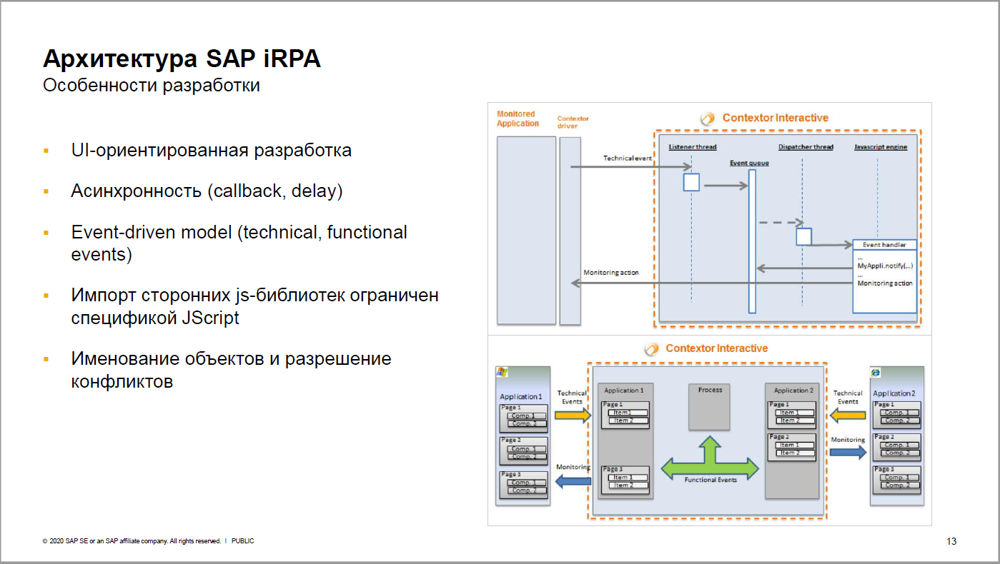 Архитектура SAP iRPA
Особенности разработки
UI-ориентированная разработка
Асинхронность (callback, delay)
Event-driven model (technical, functional
events)
Импорт сторонних js-библиотек ограничен
спецификой JScript
Именование объектов и разрешение
конфликтов
Monitored
Application
Contextor
driver
Contextor Interactive
Listener thread
Dispatcher thread
Javascript engine
Technical event
Event queue
Event handler
...
MyAppli.notify(...)
...
Monitoring action
Monitoring action
Contextor Interactive
Application 1
Page 1
Comp. 1
Comp. 2
Page 2
Comp. 1
Comp. 2
Page 3
Comp. 1
Comp. 2
Technical
Events
Monitoring
Application 1
Page 1
Item1
Item 2
Page 3
Item 1
Item 2
Process
Functional Events
Application 2
Page 1
Item 1
Item 2
Page 2
Item 1
Item 2
Technical
Events
Monitoring
Application2
Page 1
Comp. 1
Comp. 2
Page 2
Comp. 1
Comp. 2
Page 3
Comp. 1
Comp. 2
© 2020 SAP SE or an SAP affiliate company. All rights reserved. | PUBLIC
13